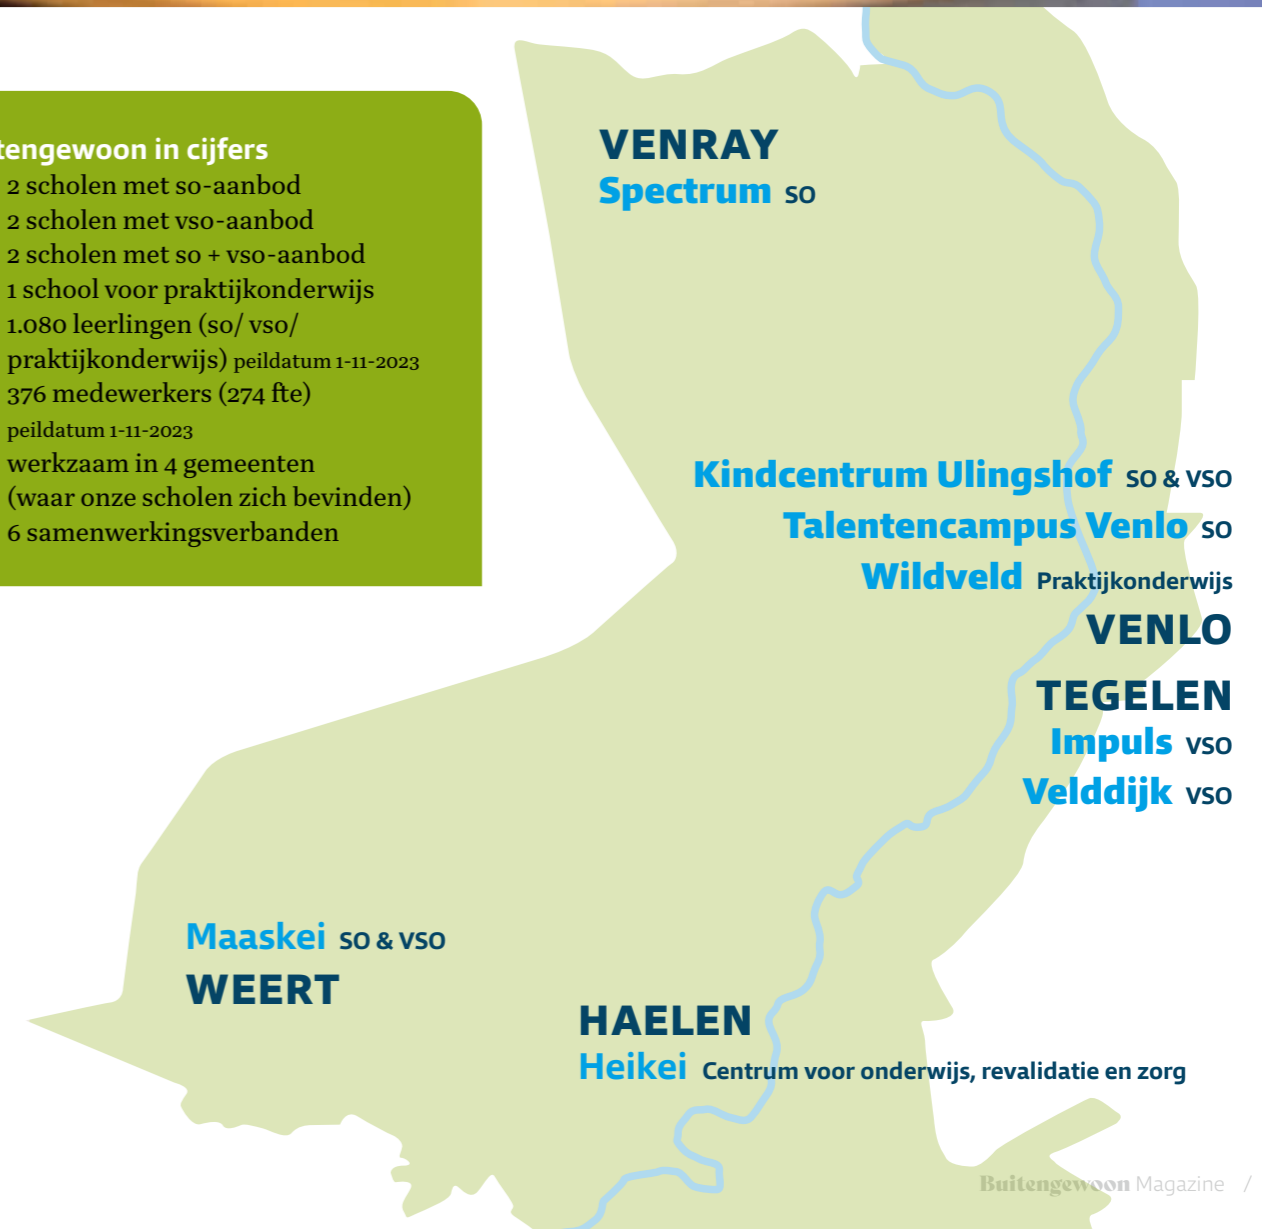 tengewoon in cijfers
2 scholen met so-aanbod
2 scholen met vso-aanbod
2 scholen met so + vso-aanbod
1 school voor praktijkonderwijs
1.080 leerlingen (so/ vso/
praktijkonderwijs) peildatum 1-11-2023
376 medewerkers (274 fte)
peildatum 1-11-2023
werkzaam in 4 gemeenten
(waar onze scholen zich bevinden)
6 samenwerkingsverbanden
VENRAY
Spectrum SO
Kindcentrum Ulingshof SO & VSO
Talentencampus Venlo SO
Wildveld Praktijkonderwijs
VENLO
TEGELEN
Impuls VSO
Velddijk VSO
Maaskei SO & VSO
WEERT
HAELEN
Heikei Centrum voor onderwijs, revalidatie en zorg
Buitengewoon Magazine /